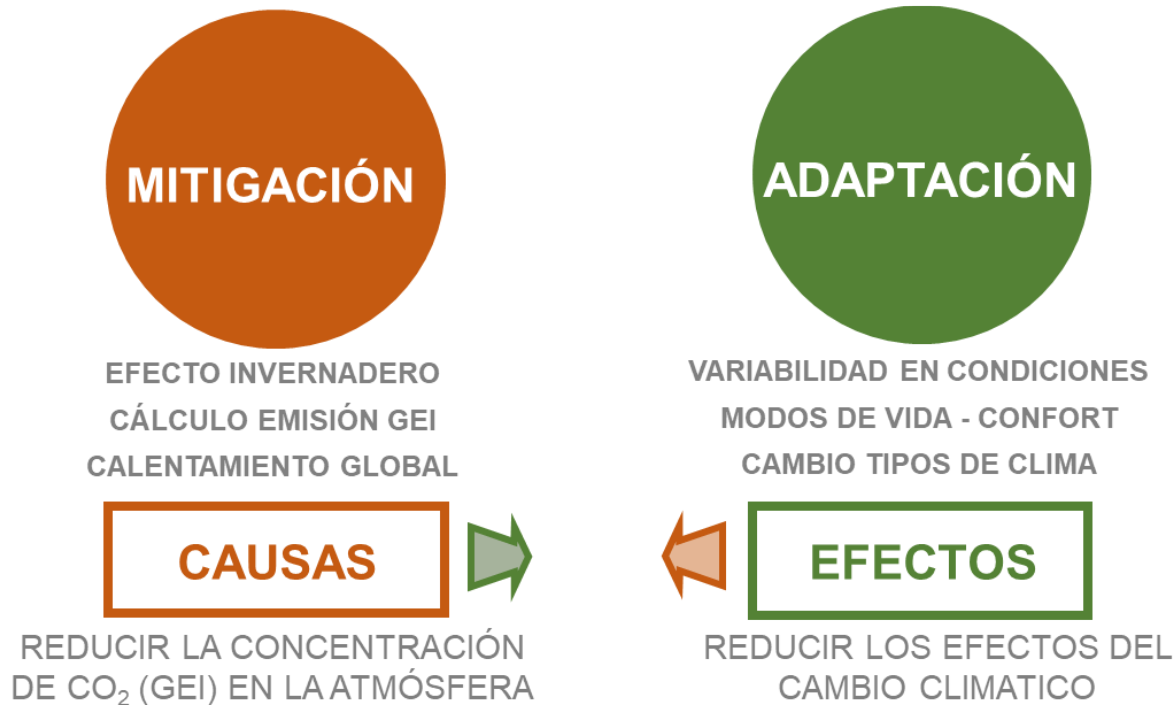 MITIGACIÓN
EFECTO INVERNADERO
CÁLCULO EMISIÓN GEI
CALENTAMIENTO GLOBAL
CAUSAS
REDUCIR LA CONCENTRACIÓN
DE CO₂ (GEI) EN LA ATMÓSFERA
ADAPTACIÓN
VARIABILIDAD EN CONDICIONES
MODOS DE VIDA - CONFORT
CAMBIO TIPOS DE CLIMA
EFECTOS
REDUCIR LOS EFECTOS DEL
CAMBIO CLIMATICO